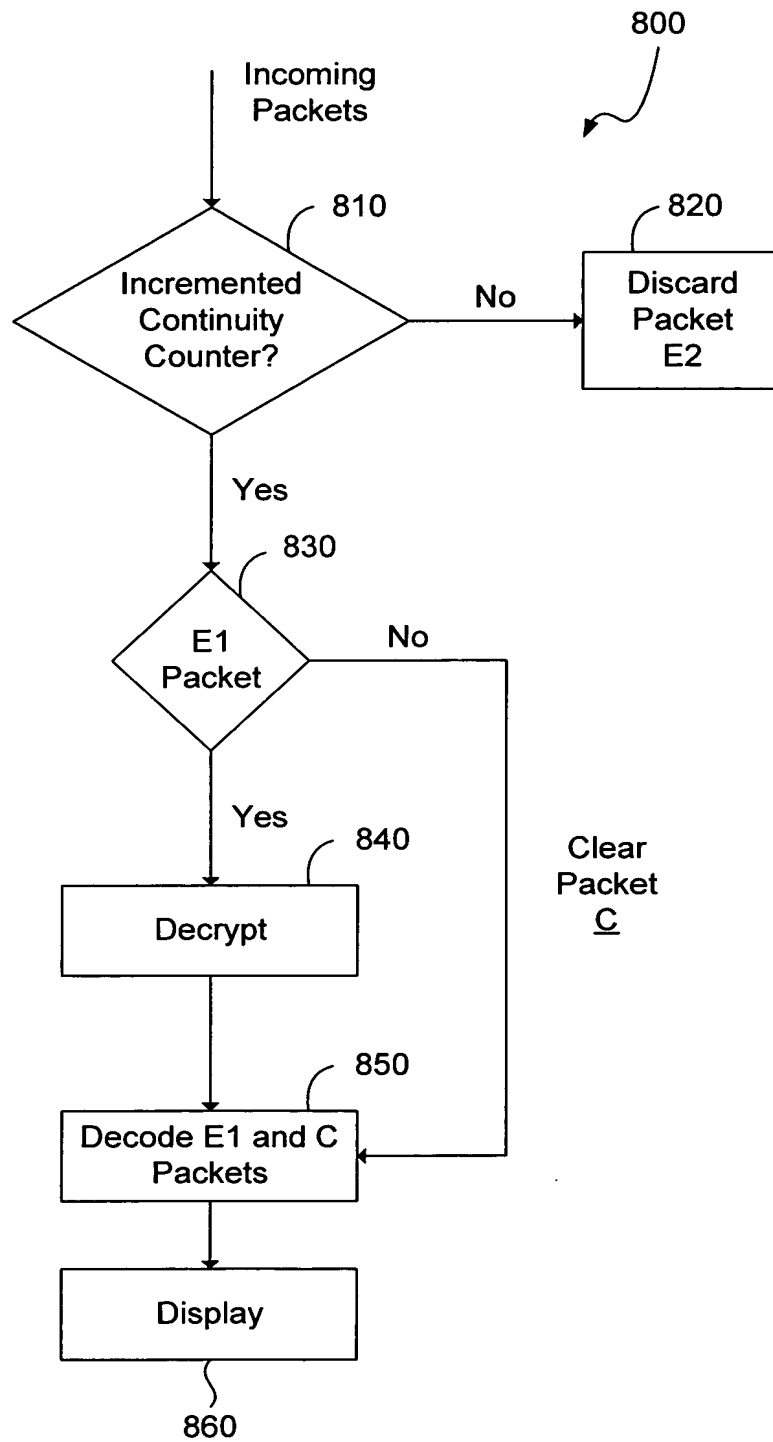 800
Incoming
Packets
810
820
Incremented
Continuity
Counter?
No
Discard
Packet
E2
Yes
830
E1
Packet
No
Yes
840
Clear
Packet
C
Decrypt
850
Decode E1 and C
Packets
Display
860